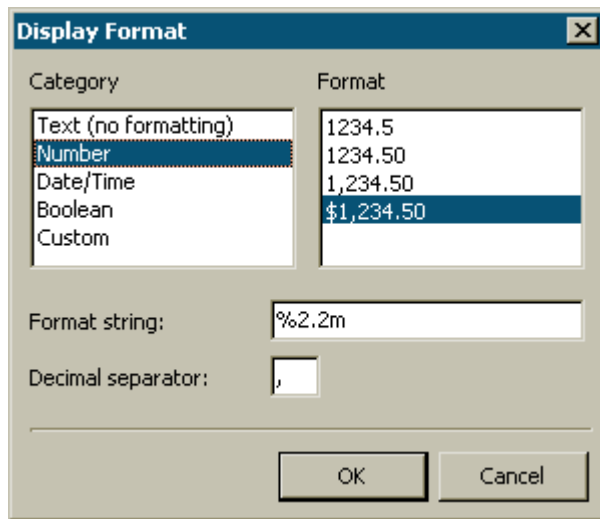 Display Format
Category
Format
Text (no formatting)
Number
Date/Time
Boolean
Custom
1234.5
1234.50
1,234.50
$1,234.50
Format string:
%2.2m
Decimal separator:
,
OK
Cancel